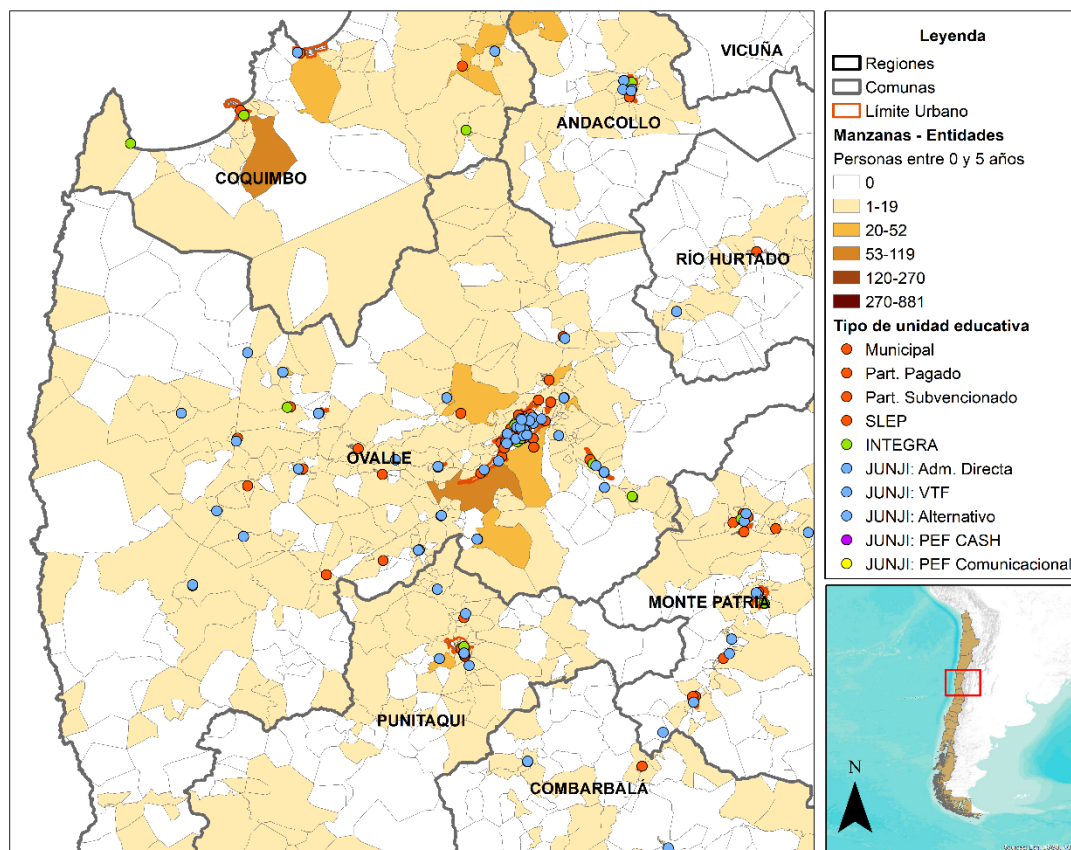 VICUÑA
ANDACOLLO
COQUIMBO
RÍO HURTADO
OVALLE
MONTE PATRIA
PUNITAQUI
COMBARBALÁ
Leyenda
Regiones
Comunas
Límite Urbano
Manzanas - Entidades
Personas entre 0 y 5 años
0
1-19
20-52
53-119
120-270
270-881
Tipo de unidad educativa
Municipal
Part. Pagado
Part. Subvencionado
SLEP
INTEGRA
JUNJI: Adm. Directa
JUNJI: VTF
JUNJI: Alternativo
JUNJI: PEF CASH
JUNJI: PEF Comunicacional
N